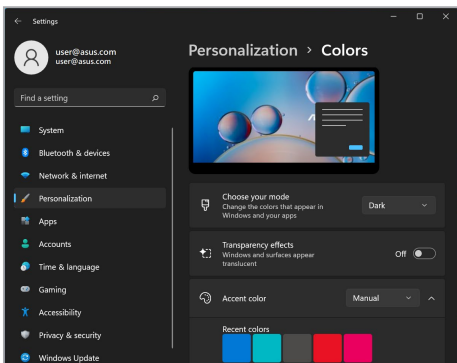 Settings
user@asus.com
user@asus.com
Find a setting
System
Bluetooth & devices
Network & internet
Personalization
Apps
Accounts
Time & language
Gaming
Accessibility
Privacy & security
Windows Update
Personalization > Colors
Choose your mode
Change the colors that appear in
Windows and your apps
Dark
Transparency effects
Windows and surfaces appear
translucent
Off
Accent color
Manual
Recent colors